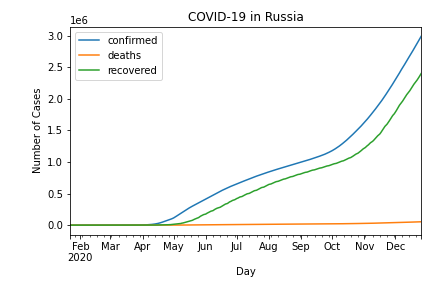 COVID-19 in Russia
1e6
3.0
2.5
2.0
1.5
1.0
0.5
0.0
Number of Cases
confirmed
deaths
recovered
Feb Mar Apr May Jun Jul Aug Sep Oct Nov Dec
2020
Day